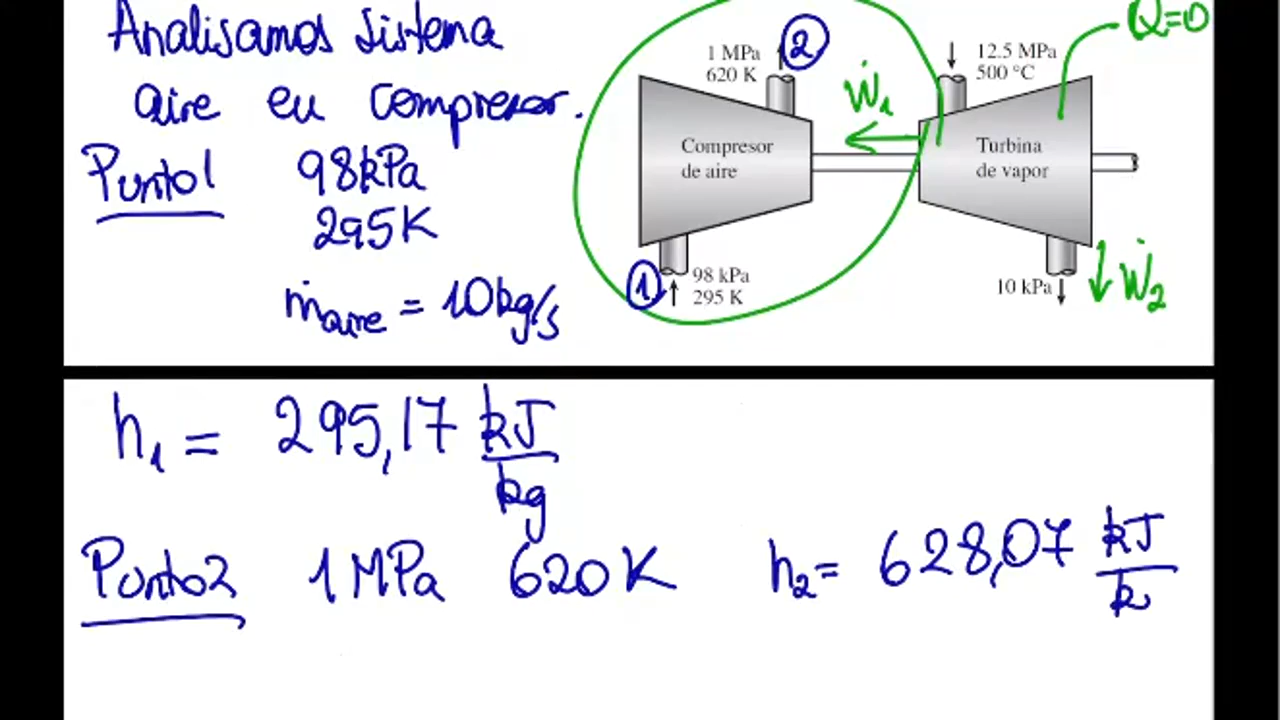 Analisamos sistema
aire eu compresor.
Punto1 98kPa
295K
ṁaire = 10kg/s
1 MPa
620 K
2
Ẇ1
12.5 MPa
500 °C
Q=0
Compresor
de aire
Turbina
de vapor
1
98 kPa
295 K
10 kPa
Ẇ2
h1 = 295,17 kJ/kg
Punto2 1MPa 620K h2= 628,07 kJ/k